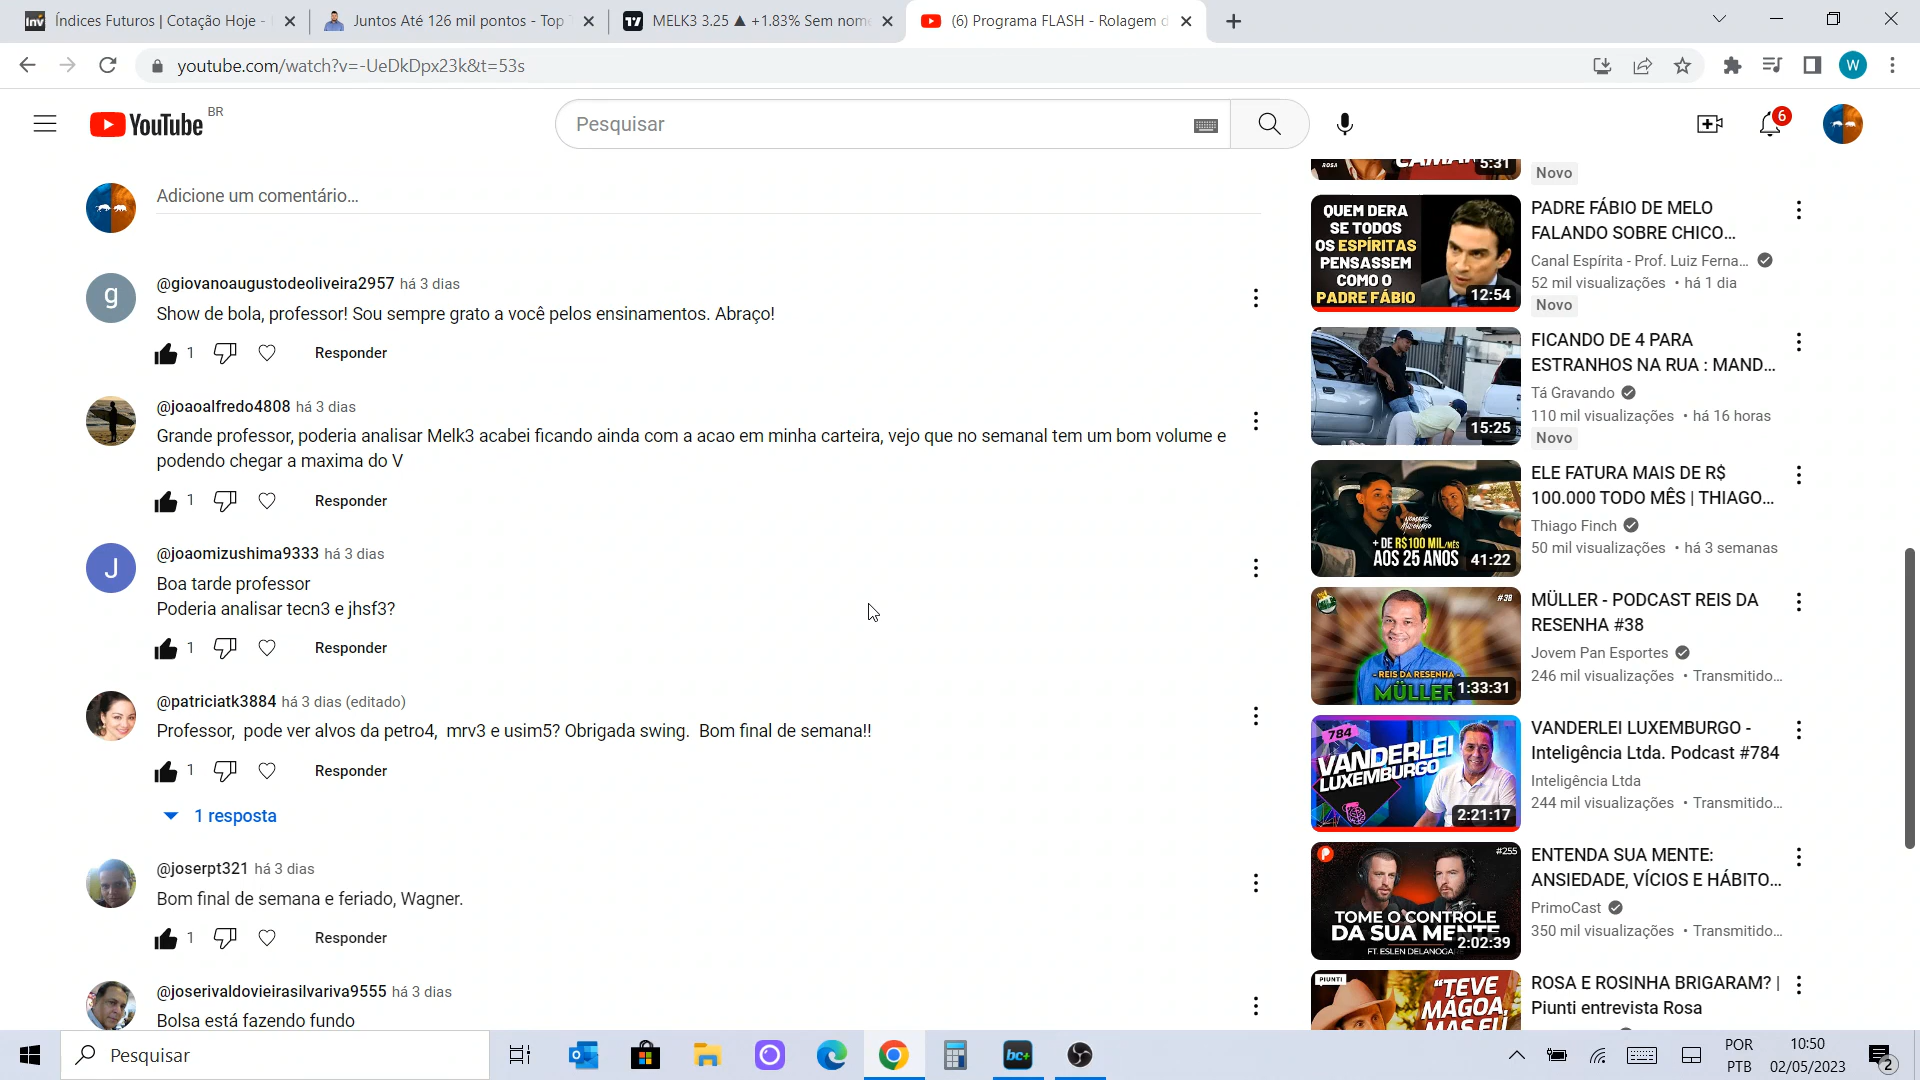 Índices Futuros | Cotação Hoje -
Juntos Até 126 mil pontos - Top
MELK3 3.25 ▲ +1.83% Sem nome
(6) Programa FLASH - Rolagem d
youtube.com/watch?v=-UeDkDpx23k&t=53s
W
YouTube BR
Pesquisar
6
Adicione um comentário...
g
@giovanoaugustodeoliveira2957 há 3 dias
Show de bola, professor! Sou sempre grato a você pelos ensinamentos. Abraço!
1 Responder
@joaoalfredo4808 há 3 dias
Grande professor, poderia analisar Melk3 acabei ficando ainda com a acao em minha carteira, vejo que no semanal tem um bom volume e
podendo chegar a maxima do V
1 Responder
J
@joaomizushima9333 há 3 dias
Boa tarde professor
Poderia analisar tecn3 e jhsf3?
1 Responder
@patriciatk3884 há 3 dias (editado)
Professor, pode ver alvos da petro4, mrv3 e usim5? Obrigada swing. Bom final de semana!!
1 Responder
1 resposta
@joserpt321 há 3 dias
Bom final de semana e feriado, Wagner.
1 Responder
@joserivaldovieirasilvariva9555 há 3 dias
Bolsa está fazendo fundo
ROSA
5:31
Novo
QUEM DERA
SE TODOS
OS ESPÍRITAS
PENSASSEM
COMO O
PADRE FÁBIO
12:54
PADRE FÁBIO DE MELO
FALANDO SOBRE CHICO...
Canal Espírita - Prof. Luiz Ferna...
52 mil visualizações • há 1 dia
Novo
15:25
FICANDO DE 4 PARA
ESTRANHOS NA RUA : MAND...
Tá Gravando
110 mil visualizações • há 16 horas
Novo
+ DE R$100 MIL/MÊS
AOS 25 ANOS
41:22
ELE FATURA MAIS DE R$
100.000 TODO MÊS | THIAGO...
Thiago Finch
50 mil visualizações • há 3 semanas
#38
- REIS DA RESENHA -
MÜLLER
1:33:31
MÜLLER - PODCAST REIS DA
RESENHA #38
Jovem Pan Esportes
246 mil visualizações • Transmitido...
784
VANDERLEI
LUXEMBURGO
2:21:17
VANDERLEI LUXEMBURGO -
Inteligência Ltda. Podcast #784
Inteligência Ltda
244 mil visualizações • Transmitido...
#255
TOME O CONTROLE
DA SUA MENTE
2:02:39
ENTENDA SUA MENTE:
ANSIEDADE, VÍCIOS E HÁBITO...
PrimoCast
350 mil visualizações • Transmitido...
PIUNTI
"TEVE
MÁGOA,
MAS EU
ROSA E ROSINHA BRIGARAM? |
Piunti entrevista Rosa
Pesquisar
bc+
POR
PTB
10:50
02/05/2023
2